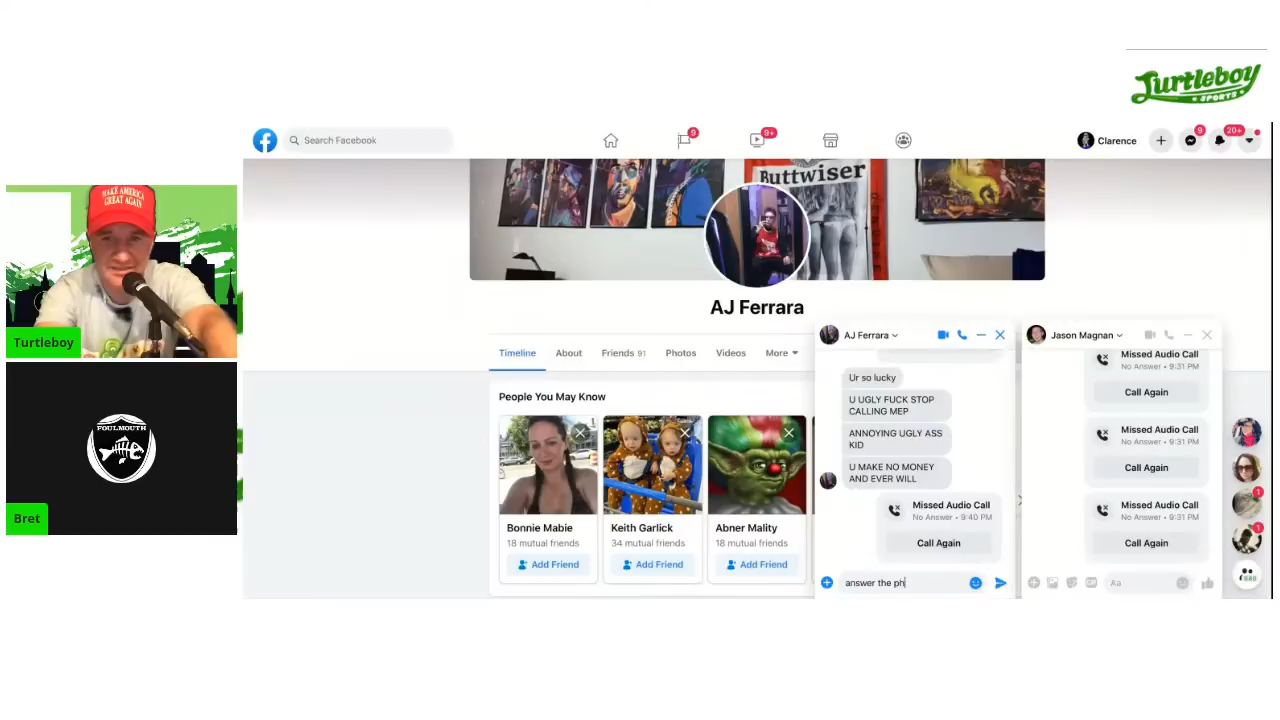 Turtleboy
SPORTS
Search Facebook
9
9+
Clarence
9
20+
MAKE AMERICA
GREAT AGAIN
Turtleboy
FOULMOUTH
Bret
Buttwiser
AJ Ferrara
Timeline
About
Friends 91
Photos
Videos
More
People You May Know
Bonnie Mabie
18 mutual friends
Add Friend
Keith Garlick
34 mutual friends
Add Friend
Abner Mality
18 mutual friends
Add Friend
AJ Ferrara
Ur so lucky
U UGLY FUCK STOP
CALLING MEP
ANNOYING UGLY ASS
KID
U MAKE NO MONEY
AND EVER WILL
Missed Audio Call
No Answer • 9:40 PM
Call Again
answer the ph
Jason Magnan
Missed Audio Call
No Answer • 9:31 PM
Call Again
Missed Audio Call
No Answer • 9:31 PM
Call Again
Missed Audio Call
No Answer • 9:31 PM
Call Again
Aa
1
1